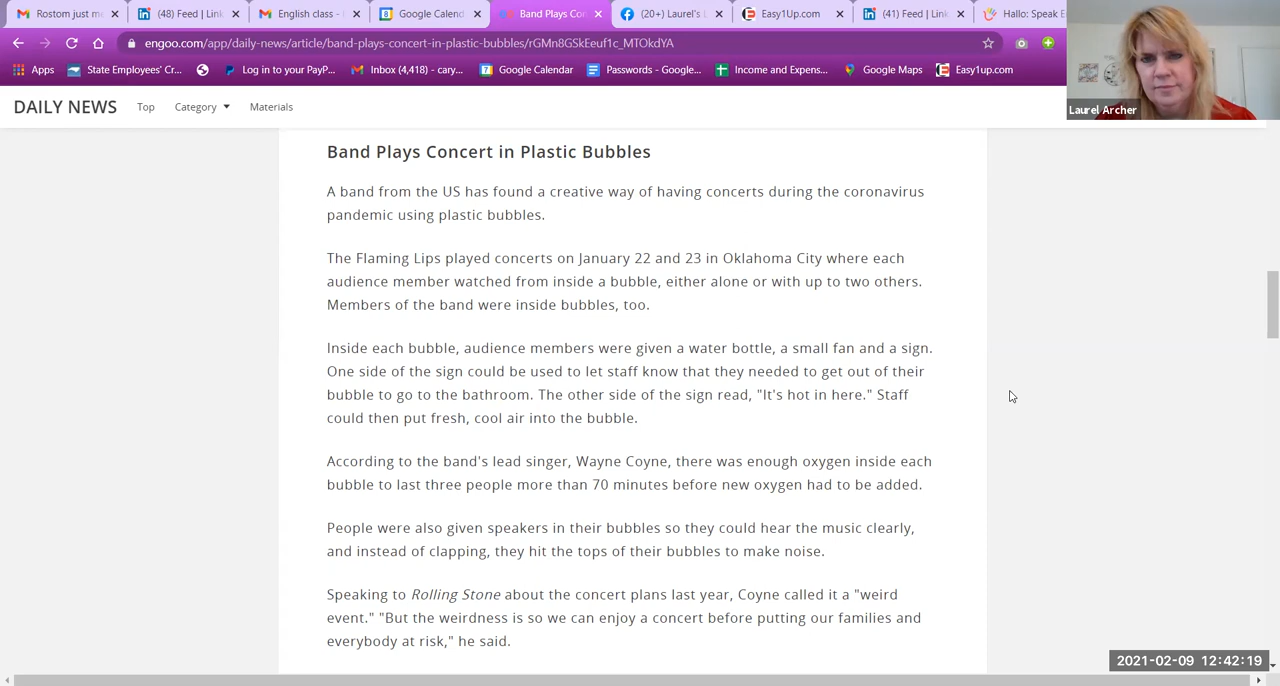 Rostom just me
(48) Feed | Link
English class -
Google Calend
Band Plays Con
(20+) Laurel's L
Easy1Up.com
(41) Feed | Link
Hallo: Speak E
engoo.com/app/daily-news/article/band-plays-concert-in-plastic-bubbles/rGMn8GSkEeuf1c_MTOkdYA
Apps
State Employees' Cr...
Log in to your PayP...
Inbox (4,418) - cary...
Google Calendar
Passwords - Google...
Income and Expens...
Google Maps
Easy1up.com
Laurel Archer
DAILY NEWS
Top
Category
Materials
Band Plays Concert in Plastic Bubbles
A band from the US has found a creative way of having concerts during the coronavirus
pandemic using plastic bubbles.
The Flaming Lips played concerts on January 22 and 23 in Oklahoma City where each
audience member watched from inside a bubble, either alone or with up to two others.
Members of the band were inside bubbles, too.
Inside each bubble, audience members were given a water bottle, a small fan and a sign.
One side of the sign could be used to let staff know that they needed to get out of their
bubble to go to the bathroom. The other side of the sign read, "It's hot in here." Staff
could then put fresh, cool air into the bubble.
According to the band's lead singer, Wayne Coyne, there was enough oxygen inside each
bubble to last three people more than 70 minutes before new oxygen had to be added.
People were also given speakers in their bubbles so they could hear the music clearly,
and instead of clapping, they hit the tops of their bubbles to make noise.
Speaking to Rolling Stone about the concert plans last year, Coyne called it a "weird
event." "But the weirdness is so we can enjoy a concert before putting our families and
everybody at risk," he said.
2021-02-09 12:42:19